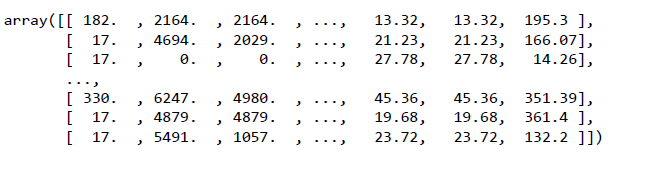 array([[ 182.  , 2164.  , 2164.  , ...,   13.32,   13.32,  195.3 ],
       [  17.  , 4694.  , 2029.  , ...,   21.23,   21.23,  166.07],
       [  17.  ,    0.  ,    0.  , ...,   27.78,   27.78,   14.26],
       ...,
       [ 330.  , 6247.  , 4980.  , ...,   45.36,   45.36,  351.39],
       [  17.  , 4879.  , 4879.  , ...,   19.68,   19.68,  361.4 ],
       [  17.  , 5491.  , 1057.  , ...,   23.72,   23.72,  132.2 ]])